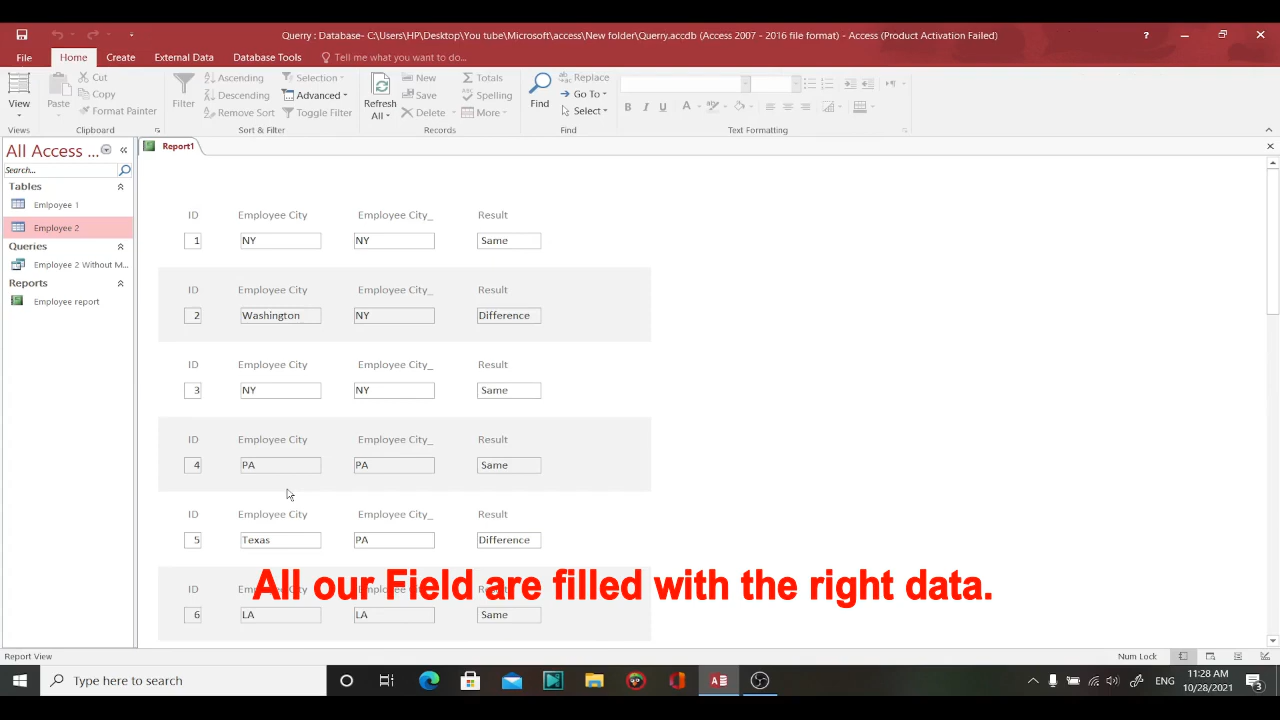 Querry : Database- C:\Users\HP\Desktop\You tube\Microsoft\access\New folder\Querry.accdb (Access 2007 - 2016 file format) - Access (Product Activation Failed)
File Home Create External Data Database Tools Tell me what you want to do...
View
Views
Paste
Cut
Copy
Format Painter
Clipboard
Filter
Ascending
Descending
Remove Sort
Selection
Advanced
Toggle Filter
Sort & Filter
Refresh
All
New
Save
Delete
Totals
Spelling
More
Records
Find
Replace
Go To
Select
Find
B I U A
Text Formatting
All Access ...
Search...
Tables
Emlpoyee 1
Employee 2
Queries
Employee 2 Without M...
Reports
Employee report
Report1
ID Employee City Employee City_ Result
1 NY NY Same
ID Employee City Employee City_ Result
2 Washington NY Difference
ID Employee City Employee City_ Result
3 NY NY Same
ID Employee City Employee City_ Result
4 PA PA Same
ID Employee City Employee City_ Result
5 Texas PA Difference
ID Employee City Employee City_ Result
All our Field are filled with the right data.
6 LA LA Same
Report View
Num Lock
Type here to search
ENG
11:28 AM
10/28/2021
3